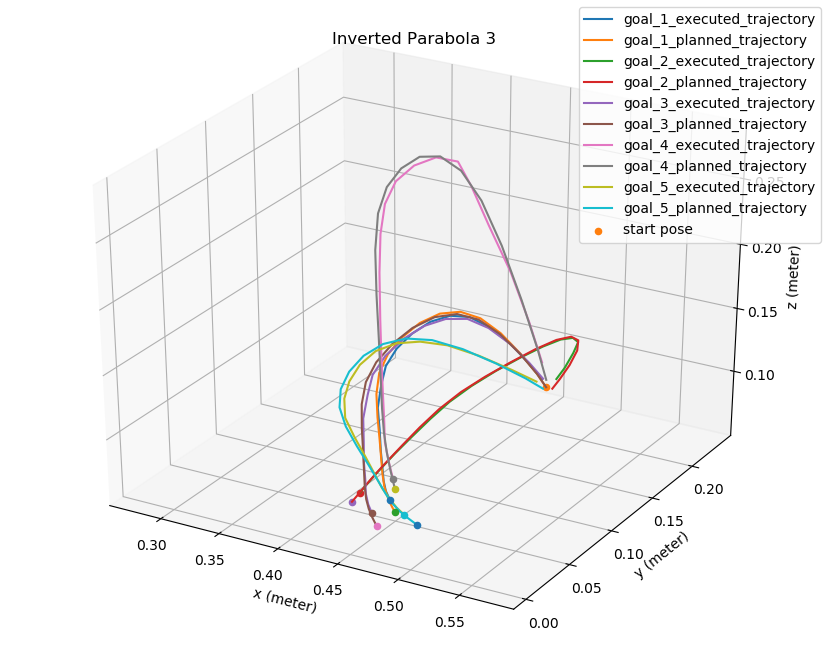 Inverted Parabola 3
goal_1_executed_trajectory
goal_1_planned_trajectory
goal_2_executed_trajectory
goal_2_planned_trajectory
goal_3_executed_trajectory
goal_3_planned_trajectory
goal_4_executed_trajectory
goal_4_planned_trajectory
goal_5_executed_trajectory
goal_5_planned_trajectory
start pose
0.25
0.20
0.15
0.10
z (meter)
0.30
0.35
0.40
0.45
0.50
0.55
x (meter)
0.00
0.05
0.10
0.15
0.20
y (meter)